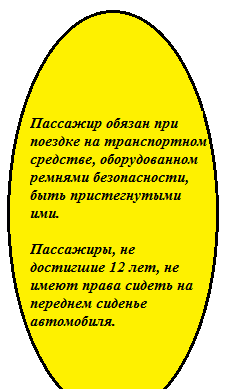 Пассажир обязан при
поездке на транспортном
средстве, оборудованном
ремнями безопасности,
быть пристегнутыми
ими.
Пассажиры, не
достигшие 12 лет, не
имеют права сидеть на
переднем сиденье
автомобиля.